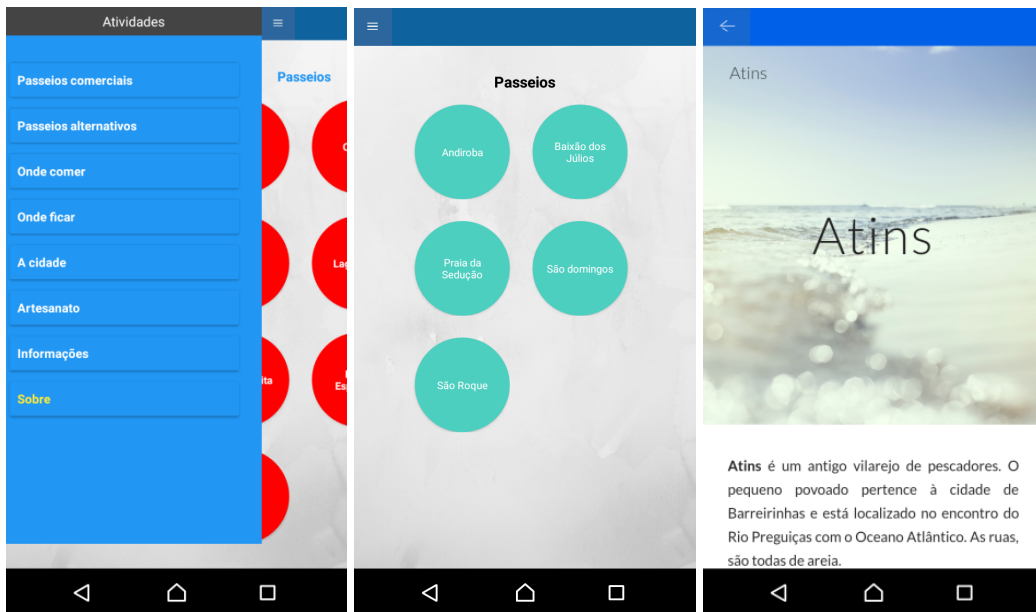 Atividades
Passeios comerciais
Passeios alternativos
Onde comer
Onde ficar
A cidade
Artesanato
Informações
Sobre
Passeios
Passeios
Andiroba
Baixão dos
Júlios
Praia da
Sedução
São domingos
São Roque
Atins
Atins
Atins é um antigo vilarejo de pescadores. O
pequeno povoado pertence à cidade de
Barreirinhas e está localizado no encontro do
Rio Preguiças com o Oceano Atlântico. As ruas,
são todas de areia.